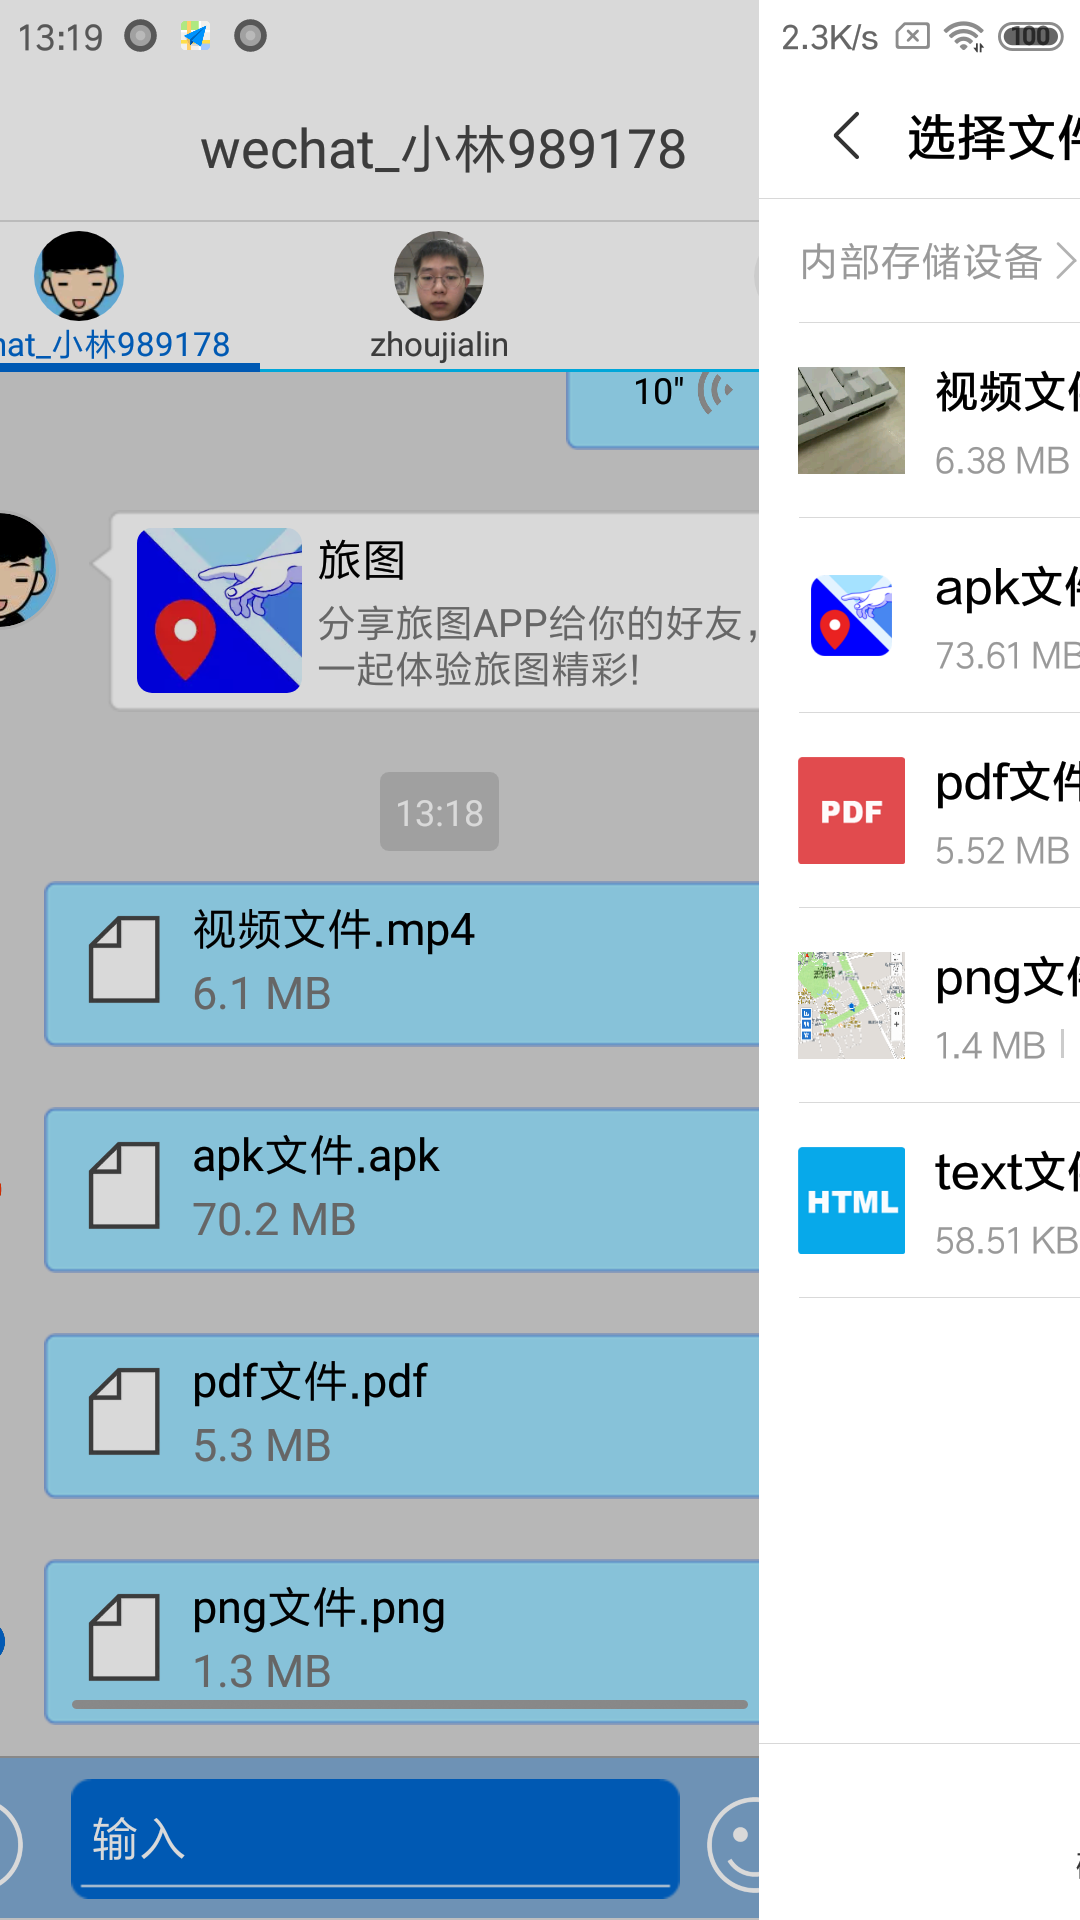 13:19
2.3K/s
100
wechat_小林989178
hat_小林989178
zhoujialin
10"
旅图
分享旅图APP给你的好友，
一起体验旅图精彩!
13:18
视频文件.mp4
6.1 MB
apk文件.apk
70.2 MB
pdf文件.pdf
5.3 MB
png文件.png
1.3 MB
输入
选择文件
内部存储设备
视频文件
6.38 MB
apk文件
73.61 MB
PDF
pdf文件
5.52 MB
png文件
1.4 MB
HTML
text文件
58.51 KB